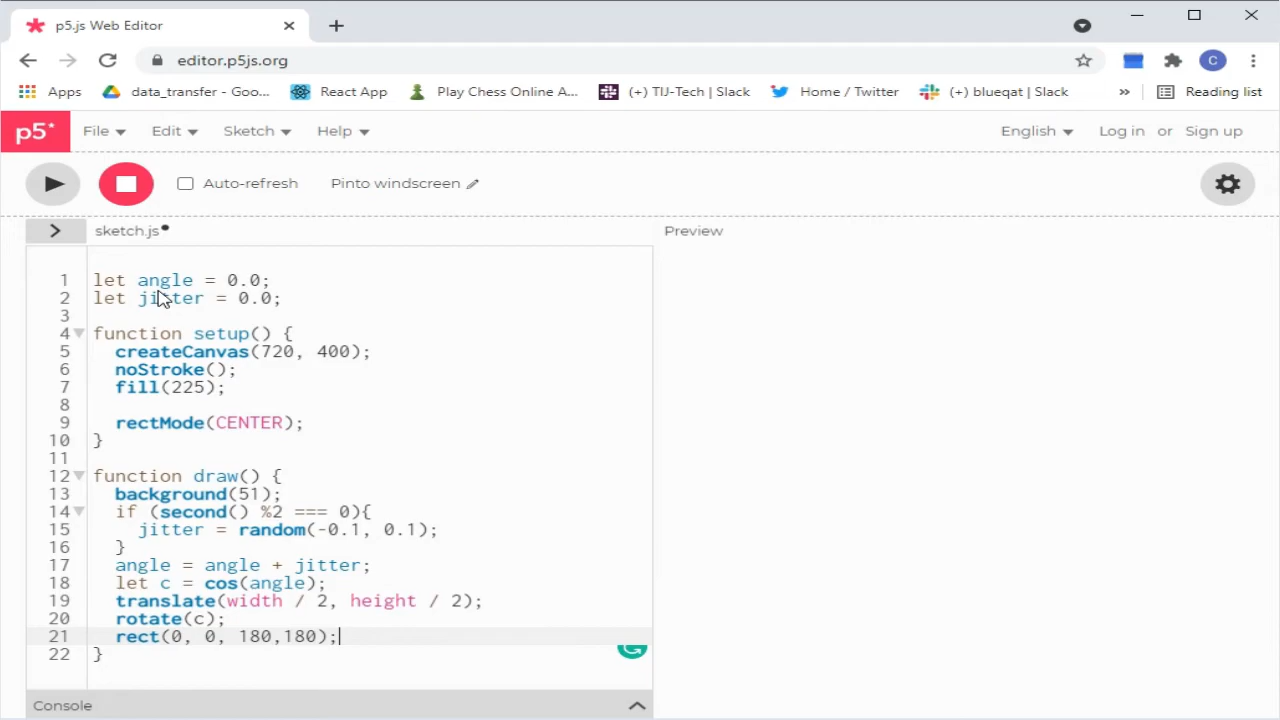 p5.js Web Editor
editor.p5js.org
Apps data_transfer - Goo... React App Play Chess Online A... (+) TIJ-Tech | Slack Home / Twitter (+) blueqat | Slack » Reading list
C
p5* File Edit Sketch Help English Log in or Sign up
Auto-refresh Pinto windscreen
> sketch.js Preview
1 let angle = 0.0;
2 let jitter = 0.0;
3
4 function setup() {
5 createCanvas(720, 400);
6 noStroke();
7 fill(225);
8
9 rectMode(CENTER);
10 }
11
12 function draw() {
13 background(51);
14 if (second() %2 === 0){
15 jitter = random(-0.1, 0.1);
16 }
17 angle = angle + jitter;
18 let c = cos(angle);
19 translate(width / 2, height / 2);
20 rotate(c);
21 rect(0, 0, 180,180);
22 }
Console